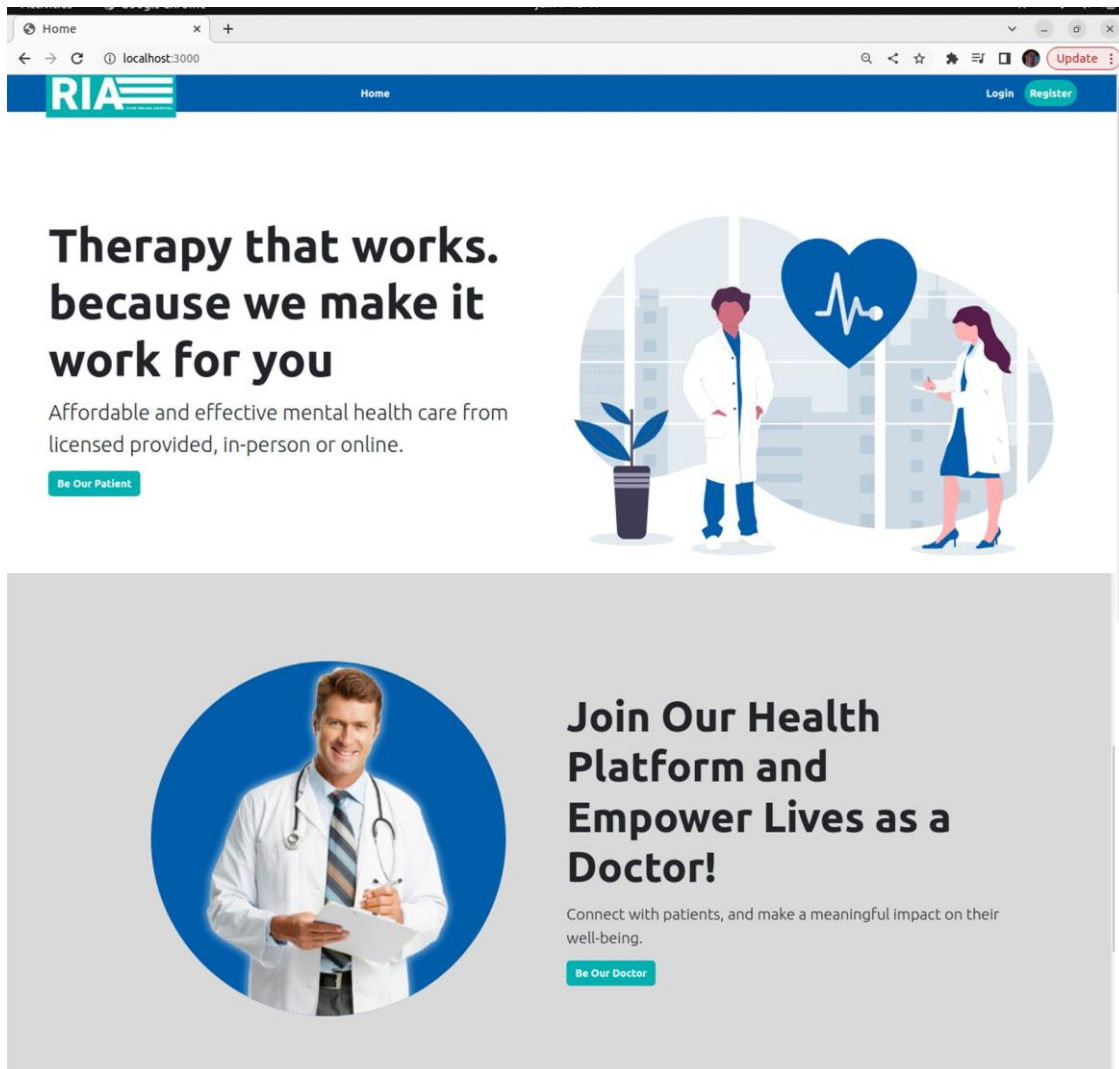 Home
localhost:3000
Update
RIA
Home
Login
Register
Therapy that works.
because we make it
work for you
Affordable and effective mental health care from
licensed provided, in-person or online.
Be Our Patient
Join Our Health
Platform and
Empower Lives as a
Doctor!
Connect with patients, and make a meaningful impact on their
well-being.
Be Our Doctor